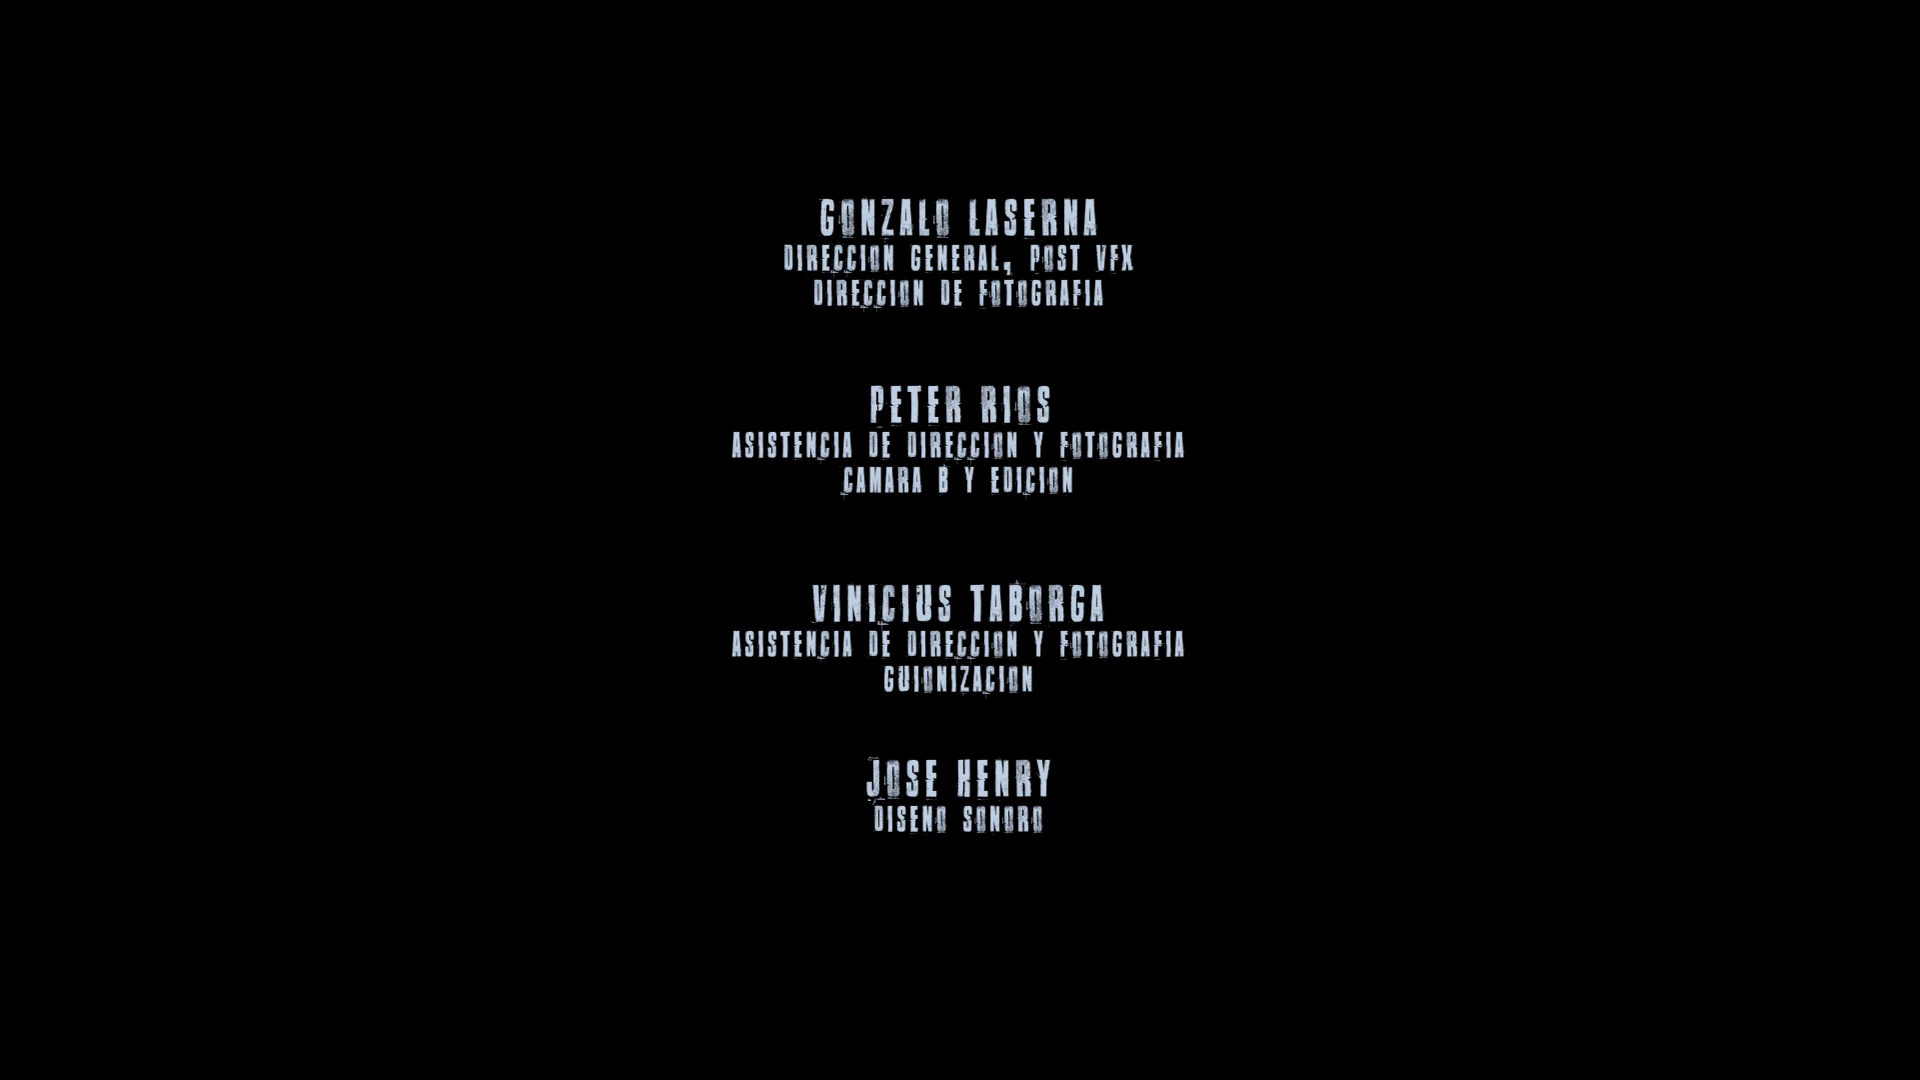 GONZALO LASERNA
DIRECCION GENERAL, POST VFX
DIRECCION DE FOTOGRAFIA
PETER RIOS
ASISTENCIA DE DIRECCION Y FOTOGRAFIA
CAMARA B Y EDICION
VINICIUS TABORGA
ASISTENCIA DE DIRECCION Y FOTOGRAFIA
GUIONIZACION
JOSE HENRY
DISENO SONORO